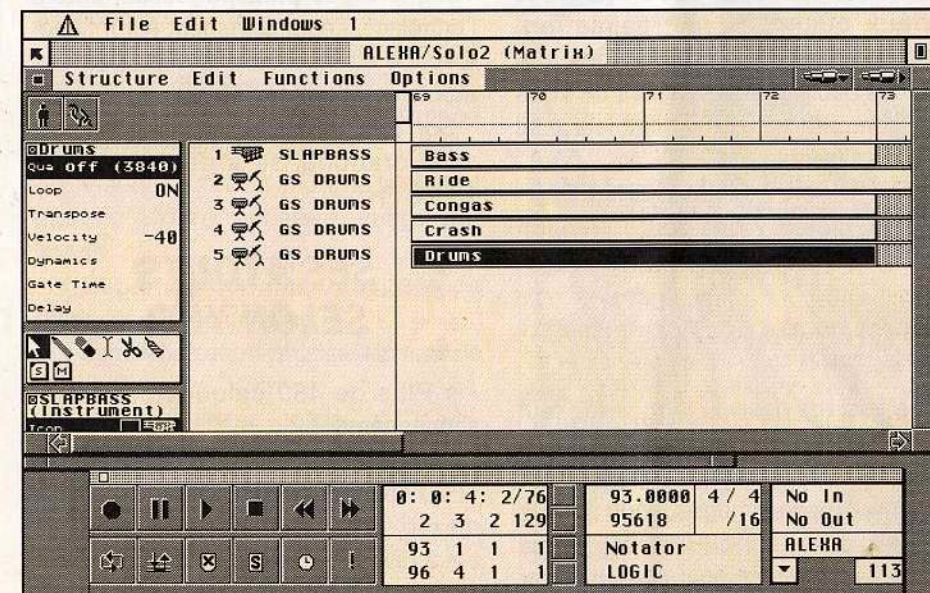 File Edit Windows 1
ALEXA/Solo2 (Matrix)
Structure Edit Functions Options
69 70 71 72 73
Drums
Qua off (3840)
Loop ON
Transpose
Velocity -40
Dynamics
Gate Time
Delay
1 SLAPBASS Bass
2 GS DRUMS Ride
3 GS DRUMS Congas
4 GS DRUMS Crash
5 GS DRUMS Drums
S M
SLAPBASS
(Instrument)
Icon
0: 0: 4: 2/76 93.0000 4 / 4 No In
2 3 2 129 95618 /16 No Out
93 1 1 1 Notator ALEXA
96 4 1 1 LOGIC 113
S !